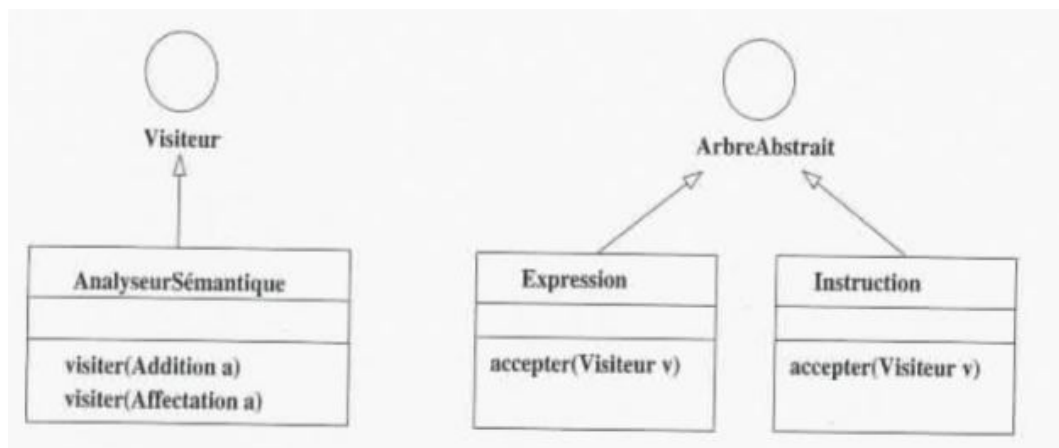 Visiteur
ArbreAbstrait
AnalyseurSémantique
visiter(Addition a)
visiter(Affectation a)
Expression
accepter(Visiteur v)
Instruction
accepter(Visiteur v)